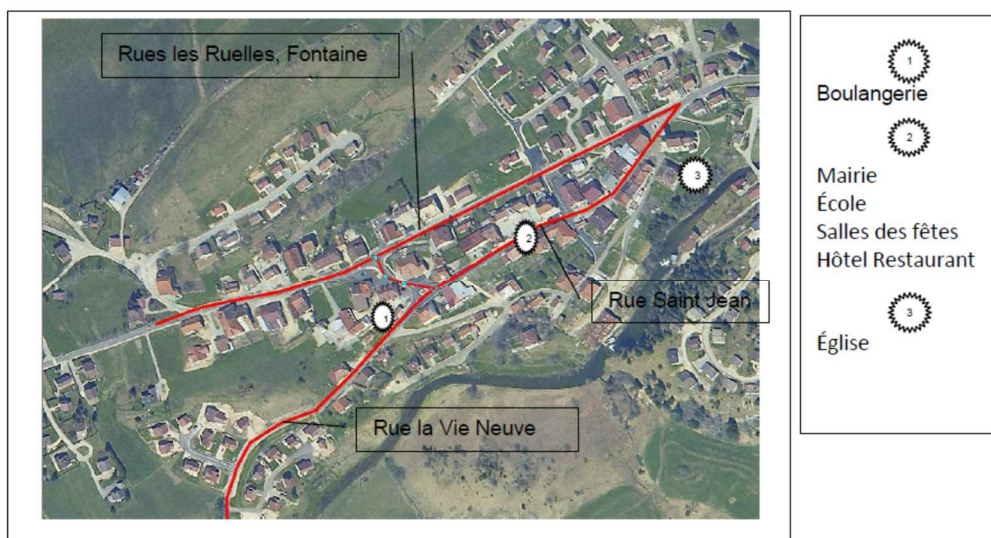 Rues les Ruelles, Fontaine
3
2
Rue Saint Jean
1
Rue la Vie Neuve
1
Boulangerie
2
Mairie
École
Salles des fêtes
Hôtel Restaurant
3
Église